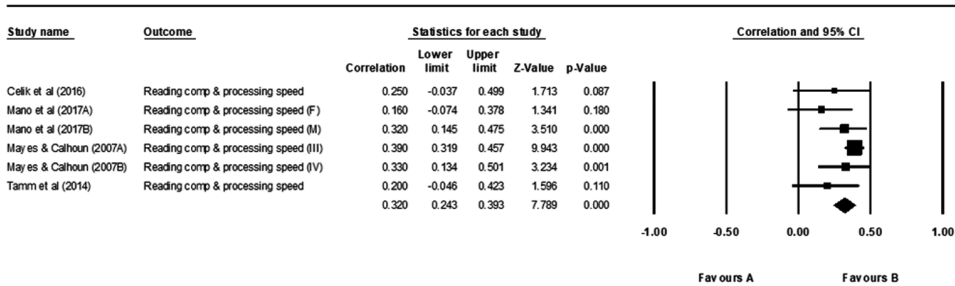 Study name Outcome Statistics for each study Correlation and 95% CI
Lower Upper
Correlation limit limit Z-Value p-Value
Celik et al (2016) Reading comp & processing speed 0.250 -0.037 0.499 1.713 0.087
Mano et al (2017A) Reading comp & processing speed (F) 0.160 -0.074 0.378 1.341 0.180
Mano et al (2017B) Reading comp & processing speed (M) 0.320 0.145 0.475 3.510 0.000
Mayes & Calhoun (2007A) Reading comp & processing speed (III) 0.390 0.319 0.457 9.943 0.000
Mayes & Calhoun (2007B) Reading comp & processing speed (IV) 0.330 0.134 0.501 3.234 0.001
Tamm et al (2014) Reading comp & processing speed 0.200 -0.046 0.423 1.596 0.110
0.320 0.243 0.393 7.789 0.000
-1.00 -0.50 0.00 0.50 1.00
Favours A Favours B